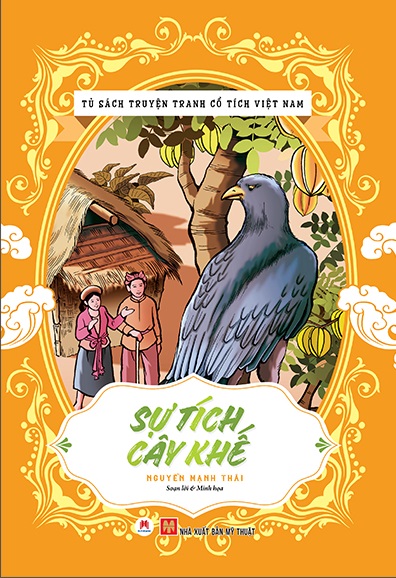 TỦ SÁCH TRUYỆN TRANH CỔ TÍCH VIỆT NAM
SỰ TÍCH
CÂY KHẾ
NGUYỄN MẠNH THÁI
Soạn lời & Minh họa
NHÀ XUẤT BẢN MỸ THUẬT